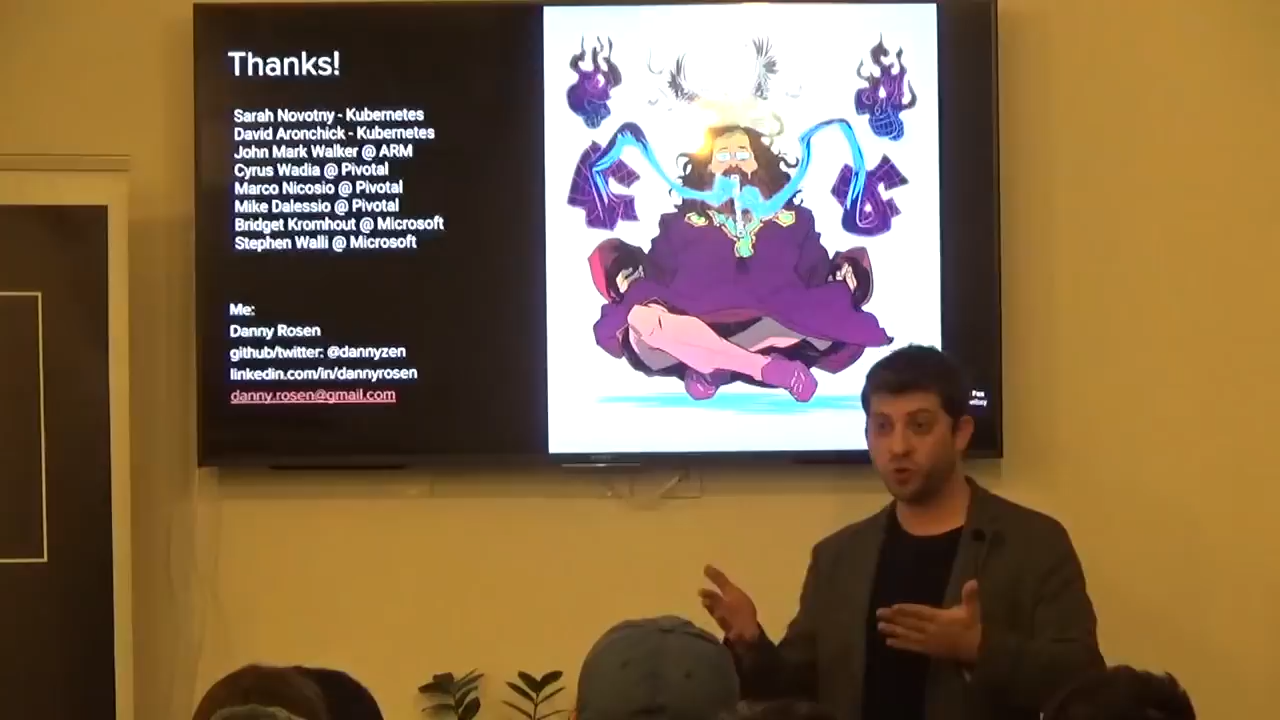 Thanks!
Sarah Novotny - Kubernetes
David Aronchick - Kubernetes
John Mark Walker @ ARM
Cyrus Wadia @ Pivotal
Marco Nicosio @ Pivotal
Mike Dalessio @ Pivotal
Bridget Kromhout @ Microsoft
Stephen Walli @ Microsoft
Me:
Danny Rosen
github/twitter: @dannyzen
linkedin.com/in/dannyrosen
danny.rosen@gmail.com